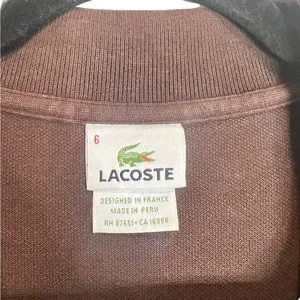 6
LACOSTE
DESIGNED IN FRANCE
MADE IN PERU
RN 87651-CA 16998